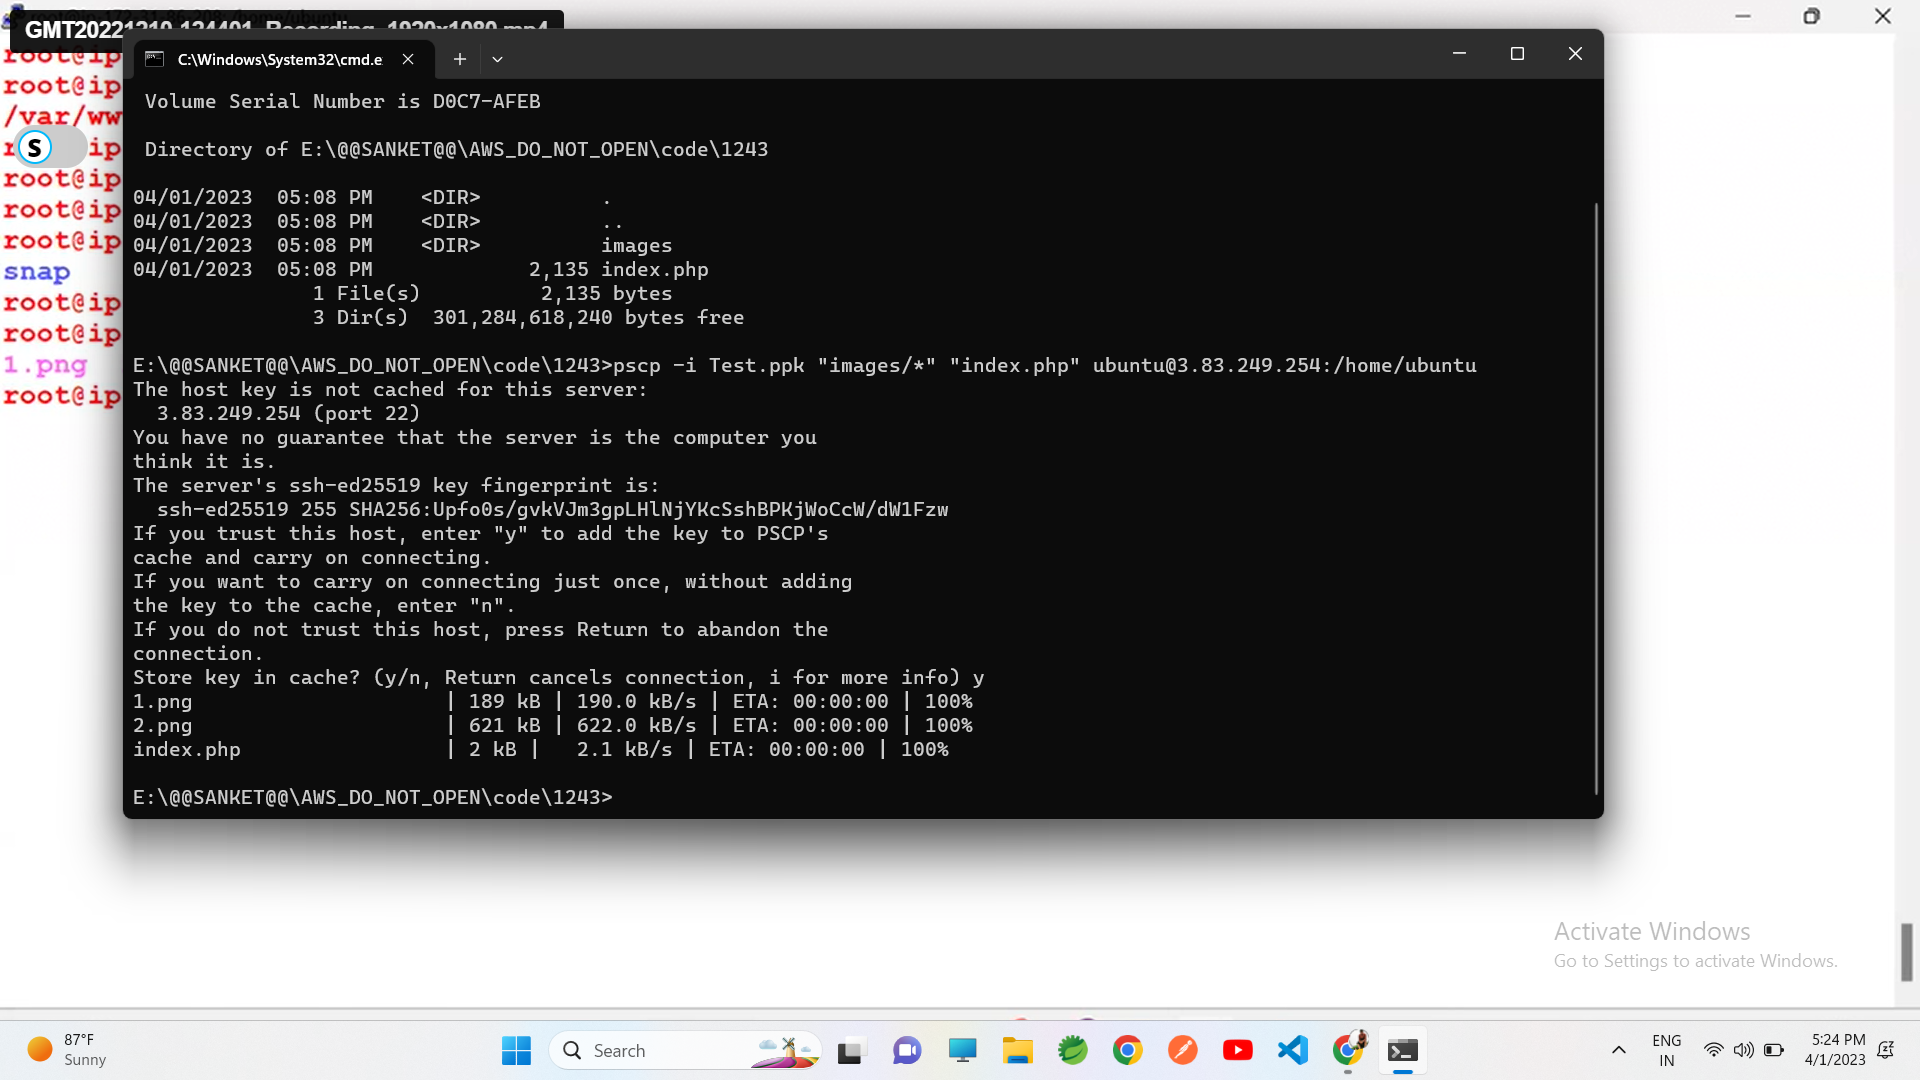 GMT20221210-124401_Recording_1920x1080.mp4
root@ip
root@ip
/var/ww
S
root@ip
root@ip
root@ip
snap
root@ip
root@ip
1.png
root@ip
C:\Windows\System32\cmd.e
Volume Serial Number is D0C7-AFEB
Directory of E:\@@SANKET@@\AWS_DO_NOT_OPEN\code\1243
04/01/2023  05:08 PM    <DIR>          .
04/01/2023  05:08 PM    <DIR>          ..
04/01/2023  05:08 PM    <DIR>          images
04/01/2023  05:08 PM             2,135 index.php
1 File(s)          2,135 bytes
3 Dir(s)  301,284,618,240 bytes free
E:\@@SANKET@@\AWS_DO_NOT_OPEN\code\1243>pscp -i Test.ppk "images/*" "index.php" ubuntu@3.83.249.254:/home/ubuntu
The host key is not cached for this server:
3.83.249.254 (port 22)
You have no guarantee that the server is the computer you
think it is.
The server's ssh-ed25519 key fingerprint is:
ssh-ed25519 255 SHA256:Upfo0s/gvkVJm3gpLHlNjYKcSshBPKjWoCcW/dW1Fzw
If you trust this host, enter "y" to add the key to PSCP's
cache and carry on connecting.
If you want to carry on connecting just once, without adding
the key to the cache, enter "n".
If you do not trust this host, press Return to abandon the
connection.
Store key in cache? (y/n, Return cancels connection, i for more info) y
1.png                     | 189 kB | 190.0 kB/s | ETA: 00:00:00 | 100%
2.png                     | 621 kB | 622.0 kB/s | ETA: 00:00:00 | 100%
index.php                 | 2 kB |   2.1 kB/s | ETA: 00:00:00 | 100%
E:\@@SANKET@@\AWS_DO_NOT_OPEN\code\1243>
Activate Windows
Go to Settings to activate Windows.
87°F
Sunny
Search
ENG
IN
5:24 PM
4/1/2023